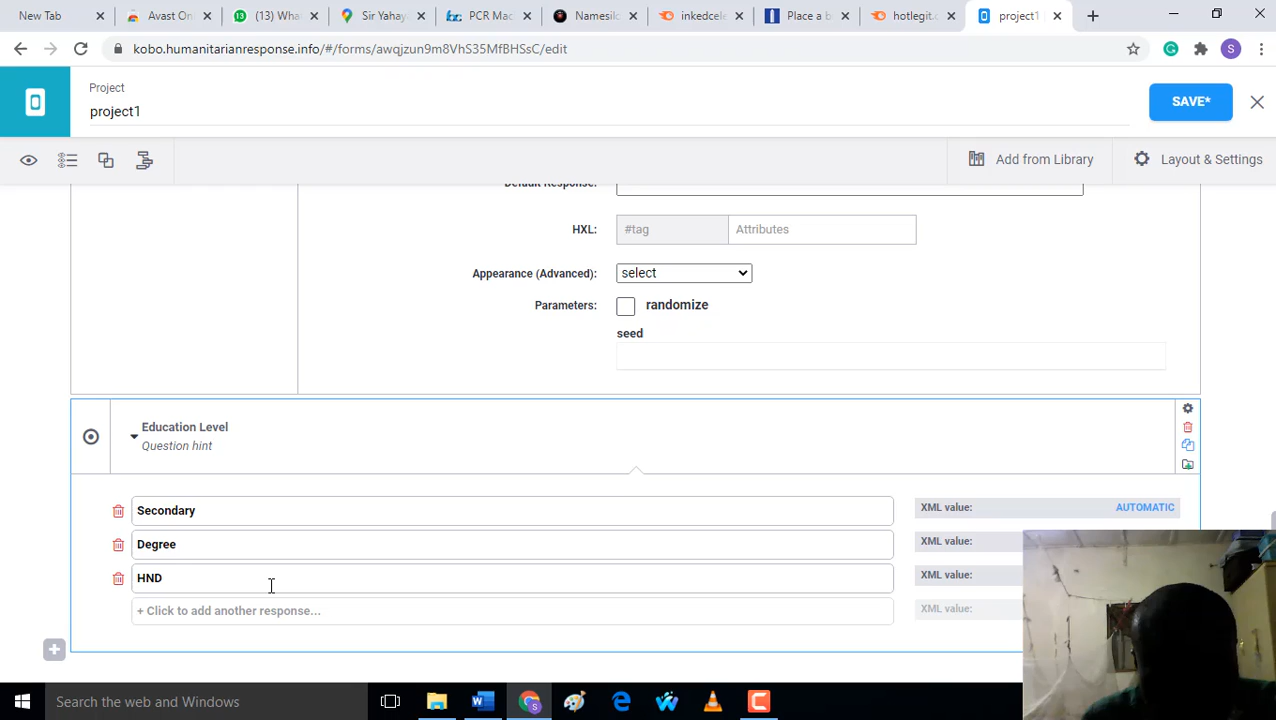 New Tab
Avast On
(13) Wha
Sir Yahay
PCR Mac
Namesilo
inkedcele
Place a b
hotlegit.c
project1
kobo.humanitarianresponse.info/#/forms/awqjzun9m8VhS35MfBHSsC/edit
S
Project
project1
SAVE*
Add from Library
Layout & Settings
Default Response:
HXL:
#tag
Attributes
Appearance (Advanced):
select
Parameters:
randomize
seed
Education Level
Question hint
Secondary
XML value:
AUTOMATIC
Degree
XML value:
HND
XML value:
+ Click to add another response...
XML value:
Search the web and Windows